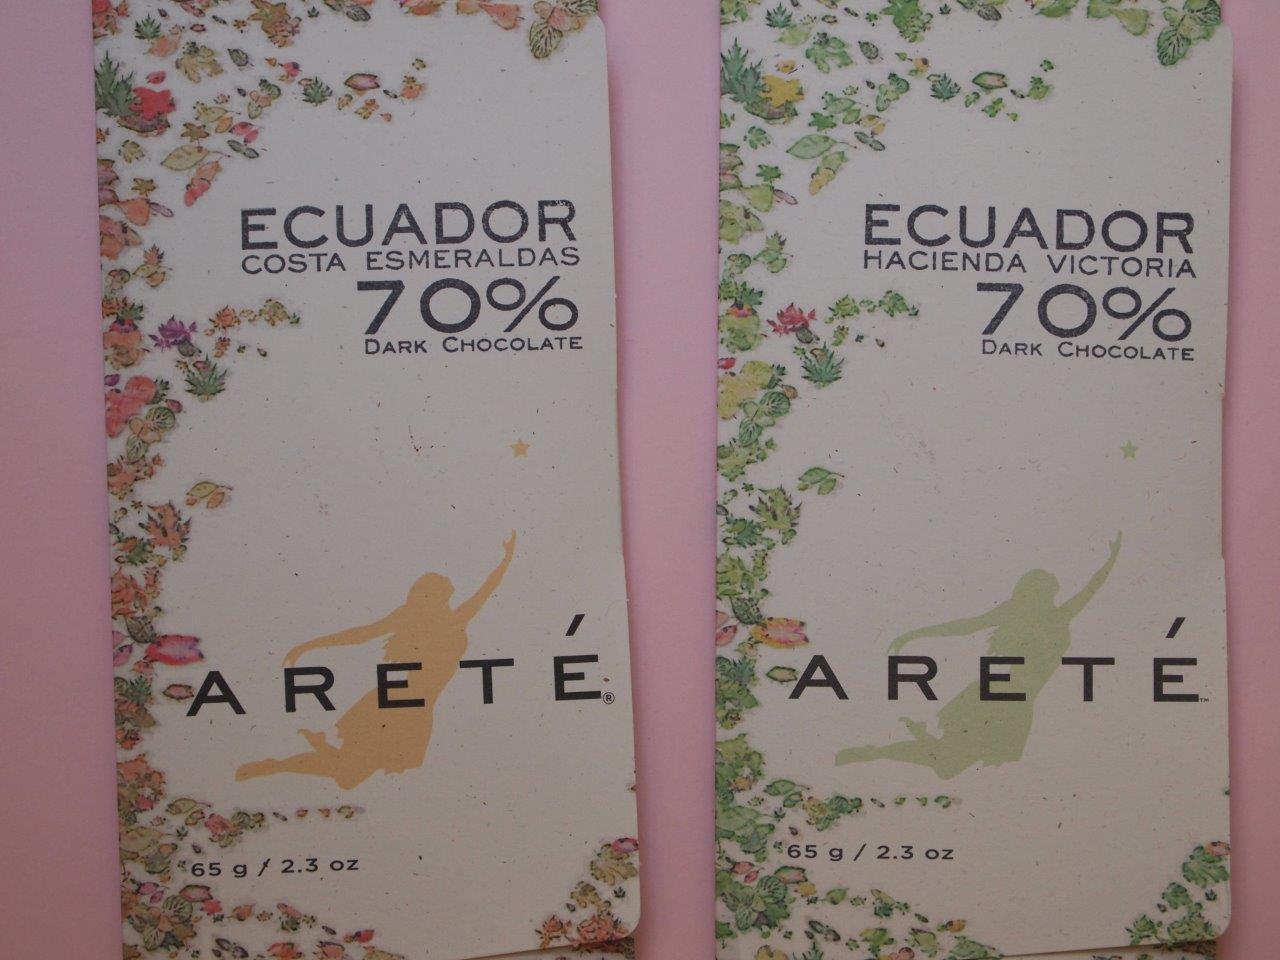 ECUADOR
COSTA ESMERALDAS
70%
DARK CHOCOLATE
ARETÉ®
65 g / 2.3 oz
ECUADOR
HACIENDA VICTORIA
70%
DARK CHOCOLATE
ARETÉ™
65 g / 2.3 oz